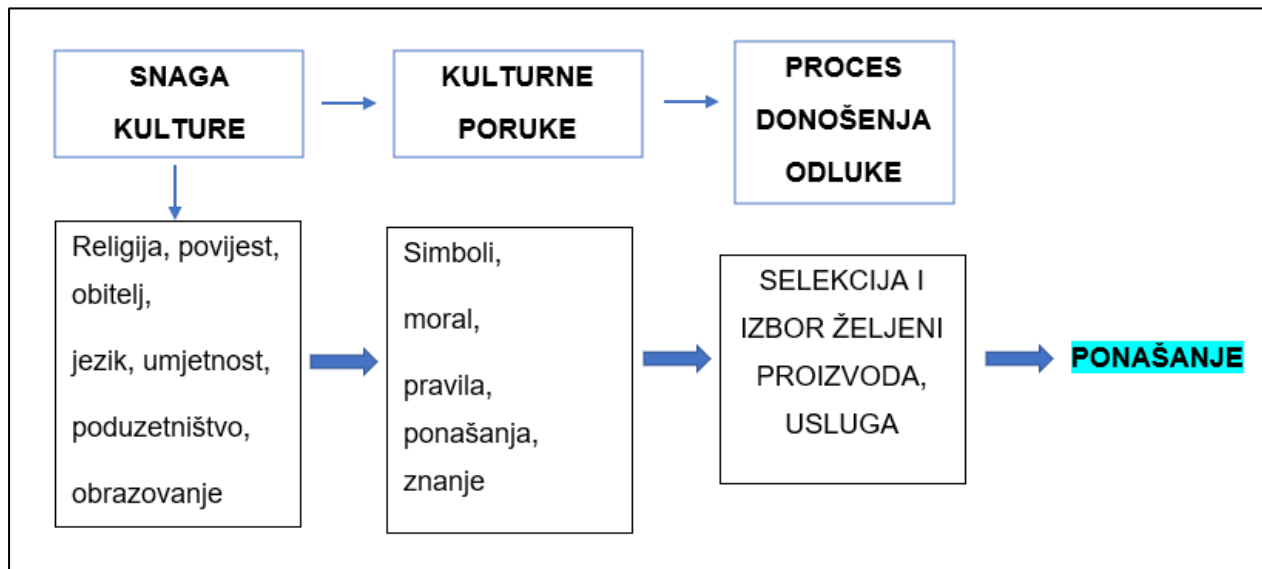 SNAGA
KULTURE
KULTURNE
PORUKE
PROCES
DONOŠENJA
ODLUKE
Religija, povijest,
obitelj,
jezik, umjetnost,
poduzetništvo,
obrazovanje
Simboli,
moral,
pravila,
ponašanja,
znanje
SELEKCIJA I
IZBOR ŽELJENI
PROIZVODA,
USLUGA
PONAŠANJE